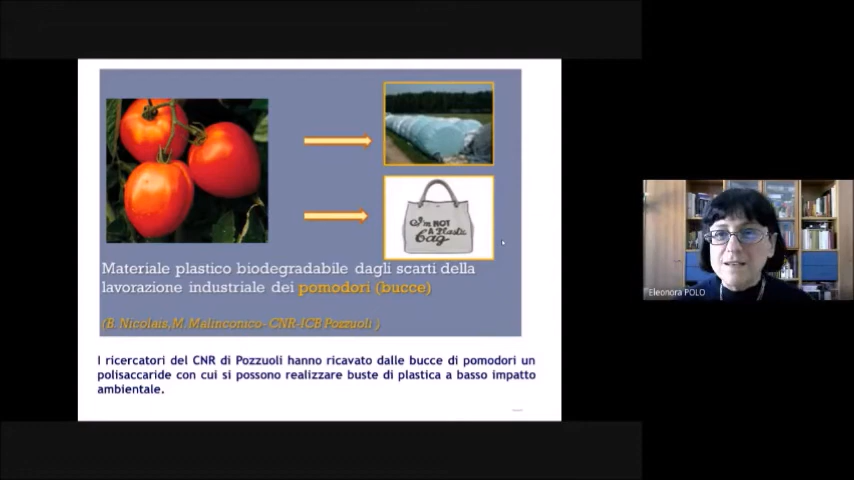 I'm NOT
A Plastic
Bag
Materiale plastico biodegradabile dagli scarti della
lavorazione industriale dei pomodori (bucce)
(B. Nicolais, M. Malinconico- CNR-ICB Pozzuoli )
I ricercatori del CNR di Pozzuoli hanno ricavato dalle bucce di pomodori un
polisaccaride con cui si possono realizzare buste di plastica a basso impatto
ambientale.
Eleonora POLO